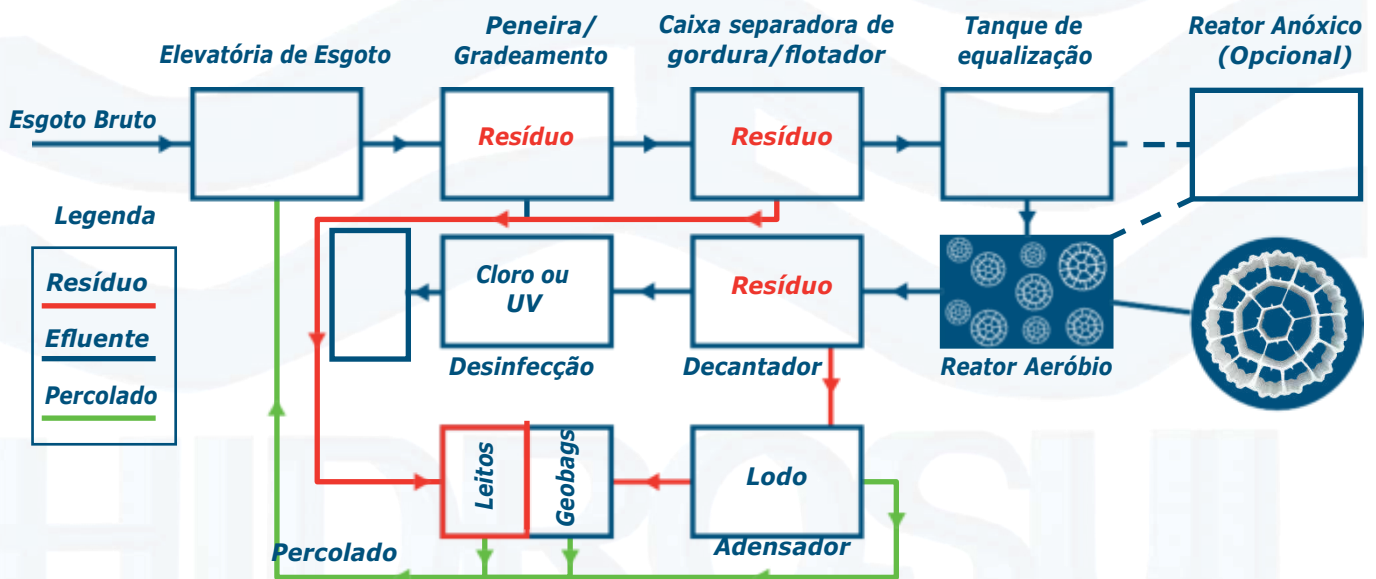 Elevatória de Esgoto
Peneira/
Gradeamento
Caixa separadora de
gordura/flotador
Tanque de
equalização
Reator Anóxico
(Opcional)
Esgoto Bruto
Resíduo
Resíduo
Legenda
Resíduo
Efluente
Percolado
Cloro ou
UV
Desinfecção
Resíduo
Decantador
Reator Aeróbio
Leitos
Geobags
Lodo
Adensador
Percolado
HIDROSUL